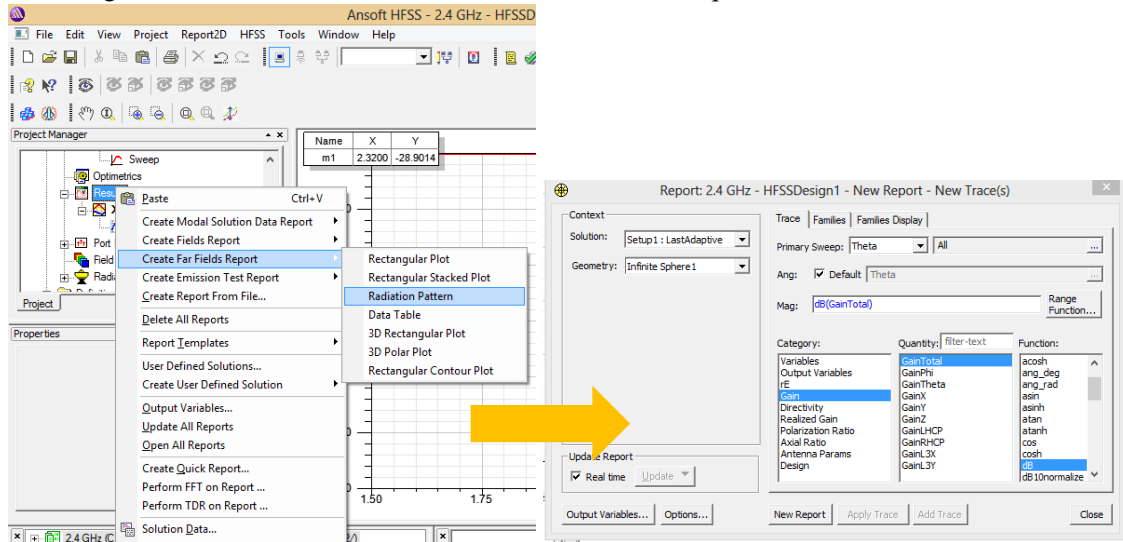 Ansoft HFSS - 2.4 GHz - HFSSD
File Edit View Project Report2D HFSS Tools Window Help
Project Manager
Sweep
Optimetrics
Port
Field
Project
Properties
2.4 GHz (C
Name X Y
m1 2.3200 -28.9014
1.50 1.75
Paste Ctrl+V
Create Modal Solution Data Report
Create Fields Report
Create Far Fields Report
Create Emission Test Report
Create Report From File...
Delete All Reports
Report Templates
User Defined Solutions...
Create User Defined Solution
Output Variables...
Update All Reports
Open All Reports
Create Quick Report...
Perform FFT on Report ...
Perform TDR on Report ...
Solution Data...
Rectangular Plot
Rectangular Stacked Plot
Radiation Pattern
Data Table
3D Rectangular Plot
3D Polar Plot
Rectangular Contour Plot
Report: 2.4 GHz - HFSSDesign1 - New Report - New Trace(s)
Context
Solution: Setup1 : LastAdaptive
Geometry: Infinite Sphere1
Update Report
Real time Update
Output Variables... Options...
Trace Families Families Display
Primary Sweep: Theta All ...
Ang: Default Theta ...
Mag: dB(GainTotal) Range Function...
Category: Quantity: filter-text Function:
Variables GainTotal acosh
Output Variables GainPhi ang_deg
rE GainTheta ang_rad
Gain GainX asin
Directivity GainY asinh
Realized Gain GainZ atan
Polarization Ratio GainLHCP atanh
Axial Ratio GainRHCP cos
Antenna Params GainL3X cosh
Design GainL3Y dB
dB10normalize
New Report Apply Trace Add Trace Close